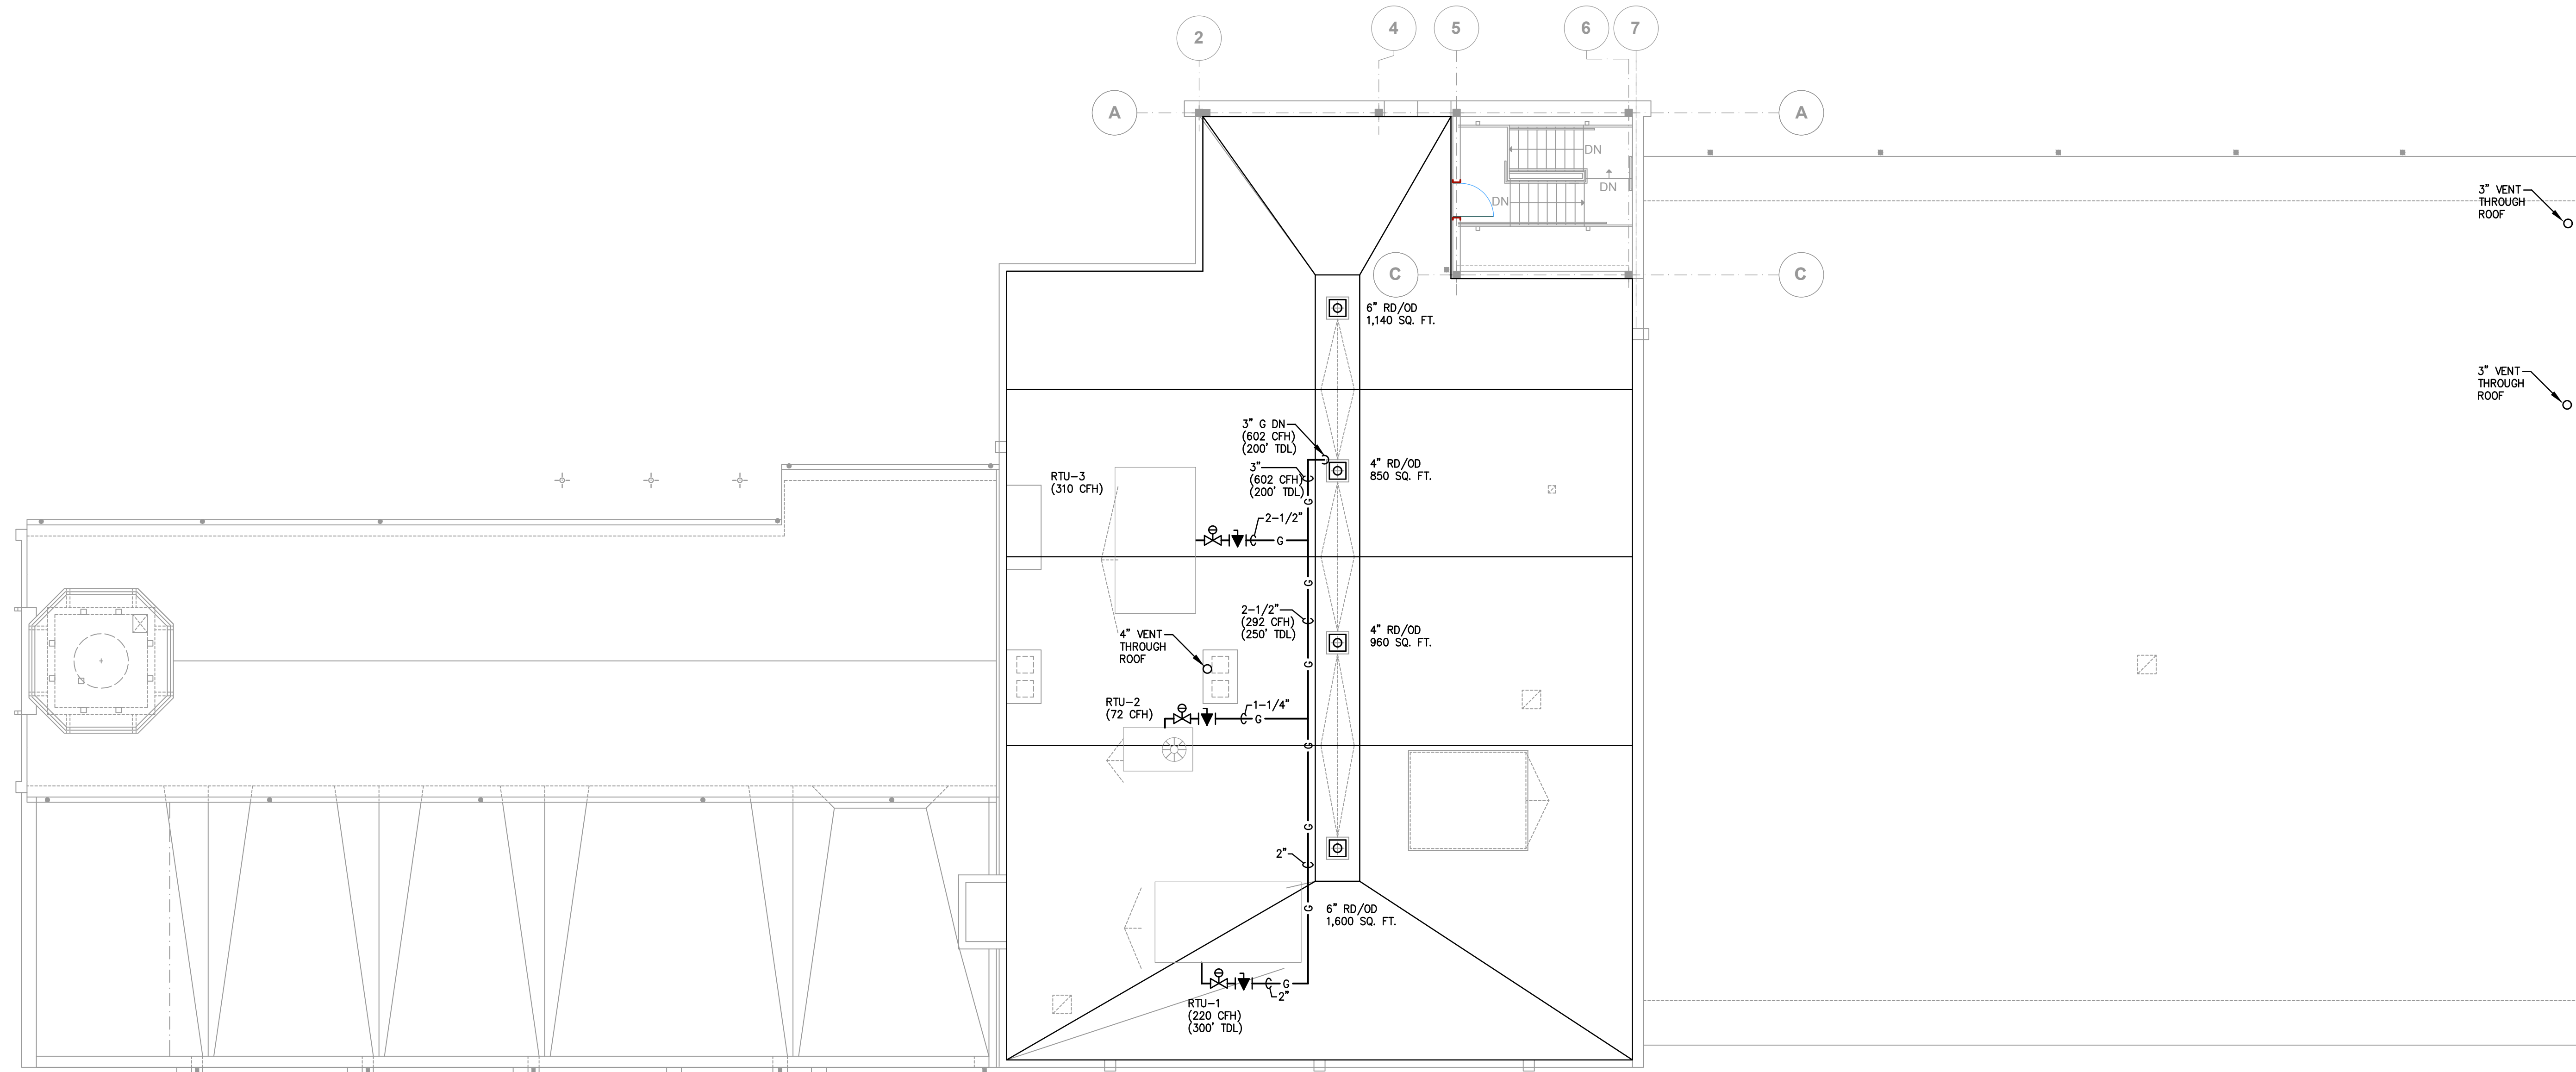 2
4
5
6
7
A
A
DN
DN
DN
3" VENT
THROUGH
ROOF
C
C
6" RD/OD
1,140 SQ. FT.
3" VENT
THROUGH
ROOF
3" G DN
(602 CFH)
(200' TDL)
3"
(602 CFH)
(200' TDL)
4" RD/OD
850 SQ. FT.
RTU-3
(310 CFH)
G
2-1/2"
G
G
2-1/2"
(292 CFH)
(250' TDL)
4" RD/OD
960 SQ. FT.
4" VENT
THROUGH
ROOF
G
RTU-2
(72 CFH)
1-1/4"
G
G
G
2"
G
6" RD/OD
1,600 SQ. FT.
G
2"
RTU-1
(220 CFH)
(300' TDL)